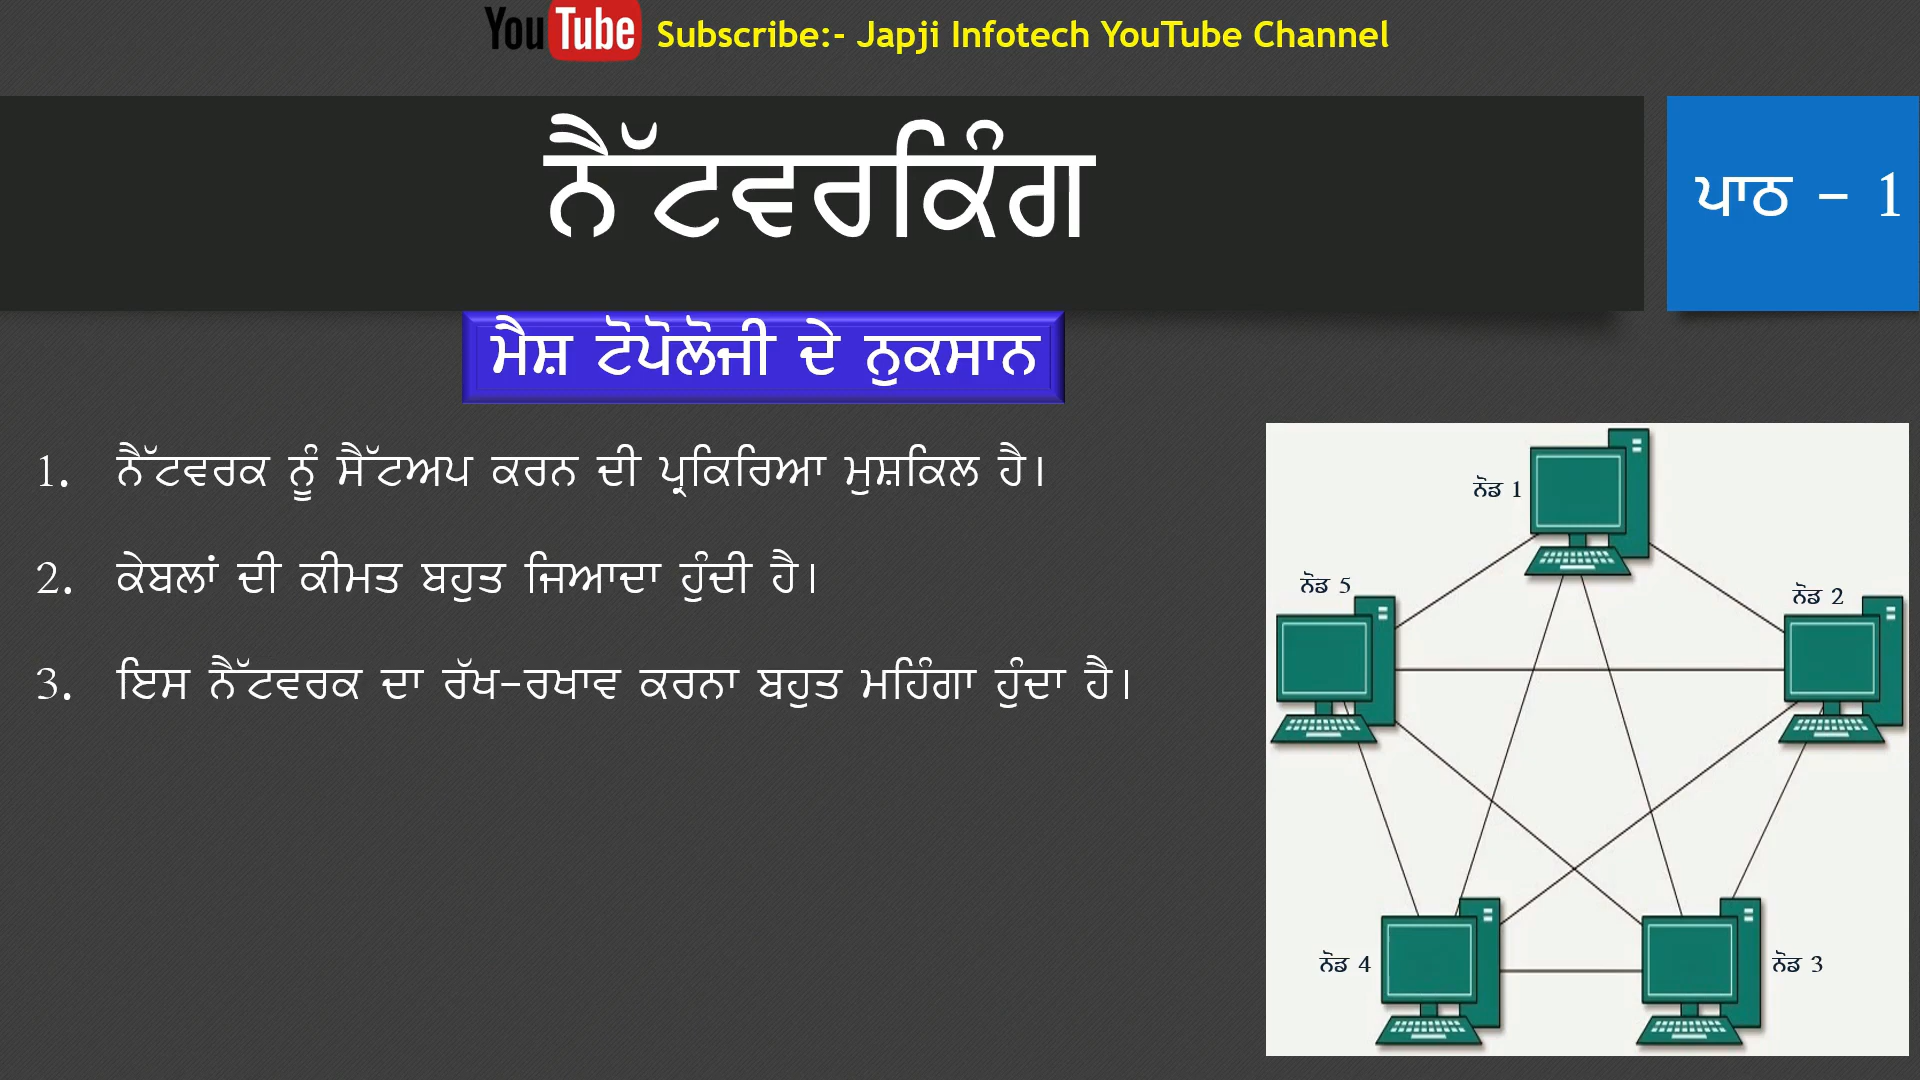 YouTube Subscribe:- Japji Infotech YouTube Channel
ਨੈੱਟਵਰਕਿੰਗ
ਪਾਠ - 1
ਮੈਸ਼ ਟੋਪੋਲੋਜੀ ਦੇ ਨੁਕਸਾਨ
1. ਨੈੱਟਵਰਕ ਨੂੰ ਸੈੱਟਅਪ ਕਰਨ ਦੀ ਪ੍ਰਕਿਰਿਆ ਮੁਸ਼ਕਿਲ ਹੈ।
2. ਕੇਬਲਾਂ ਦੀ ਕੀਮਤ ਬਹੁਤ ਜਿਆਦਾ ਹੁੰਦੀ ਹੈ।
3. ਇਸ ਨੈੱਟਵਰਕ ਦਾ ਰੱਖ-ਰਖਾਵ ਕਰਨਾ ਬਹੁਤ ਮਹਿੰਗਾ ਹੁੰਦਾ ਹੈ।
ਨੋਡ 1
ਨੋਡ 5
ਨੋਡ 2
ਨੋਡ 4
ਨੋਡ 3